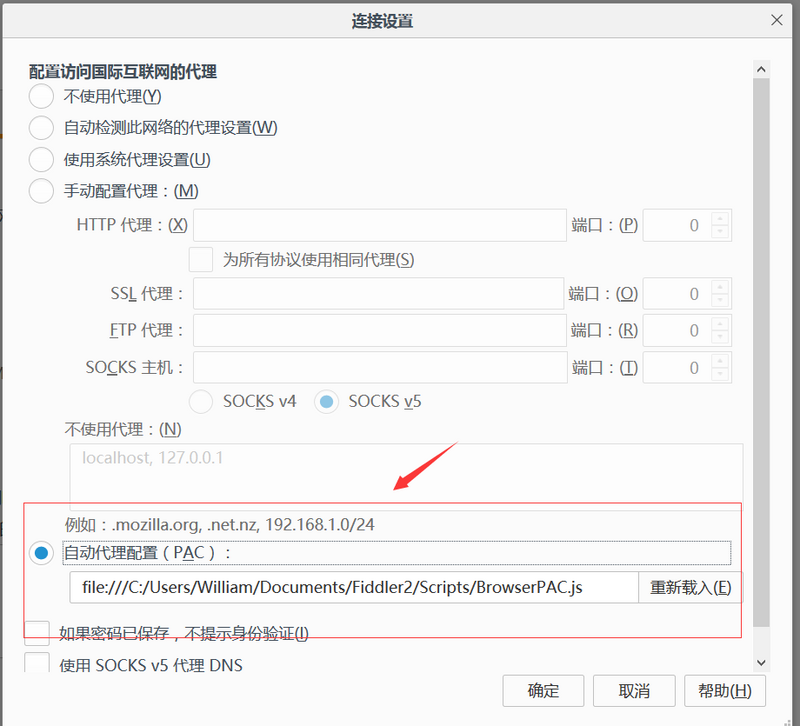 连接设置
配置访问国际互联网的代理
不使用代理(Y)
自动检测此网络的代理设置(W)
使用系统代理设置(U)
手动配置代理：(M)
HTTP 代理：(X) 端口：(P) 0
为所有协议使用相同代理(S)
SSL 代理： 端口：(O) 0
FTP 代理： 端口：(R) 0
SOCKS 主机： 端口：(T) 0
SOCKS v4 SOCKS v5
不使用代理：(N)
localhost, 127.0.0.1
例如：.mozilla.org, .net.nz, 192.168.1.0/24
自动代理配置（PAC）：
file:///C:/Users/William/Documents/Fiddler2/Scripts/BrowserPAC.js 重新载入(E)
如果密码已保存，不提示身份验证(I)
使用 SOCKS v5 代理 DNS
确定 取消 帮助(H)